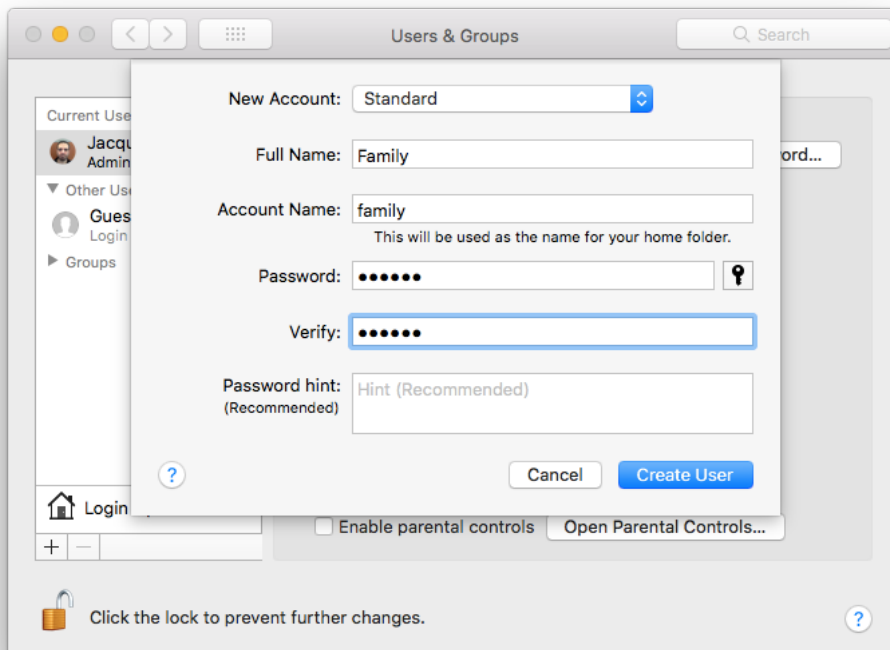 Users & Groups
Search
New Account: Standard
Current Use
Jacqu
Admin
Full Name: Family
ord...
Other Use
Account Name: family
Gues
Login
This will be used as the name for your home folder.
Groups
Password: ••••••
Verify: ••••••
Password hint: Hint (Recommended)
(Recommended)
?
Cancel
Create User
Login
Enable parental controls
Open Parental Controls...
+ −
Click the lock to prevent further changes.
?